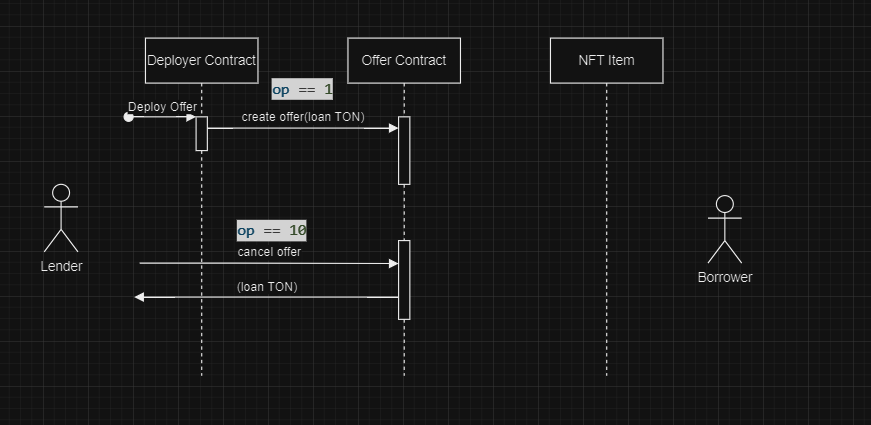 Deployer Contract
Offer Contract
NFT Item
op == 1
Deploy Offer
create offer(loan TON)
op == 10
cancel offer
Lender
Borrower
(loan TON)